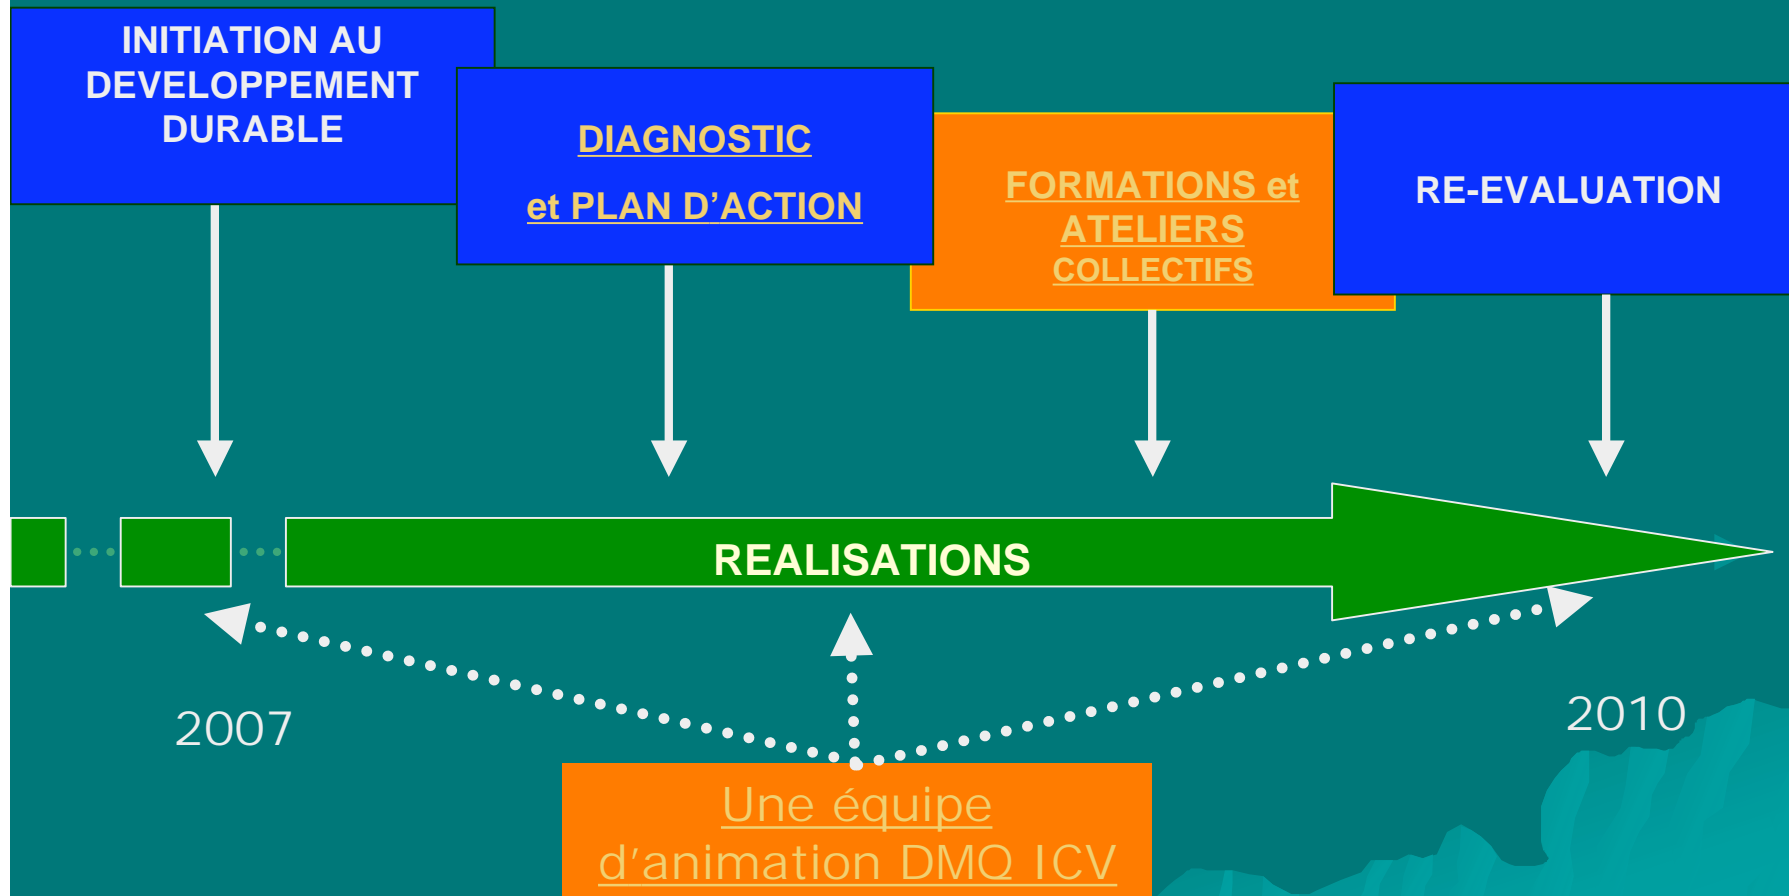 INITIATION AU
DEVELOPPEMENT
DURABLE
DIAGNOSTIC
et PLAN D’ACTION
FORMATIONS et
ATELIERS
COLLECTIFS
RE-EVALUATION
REALISATIONS
2007
2010
Une équipe
d’animation DMQ ICV